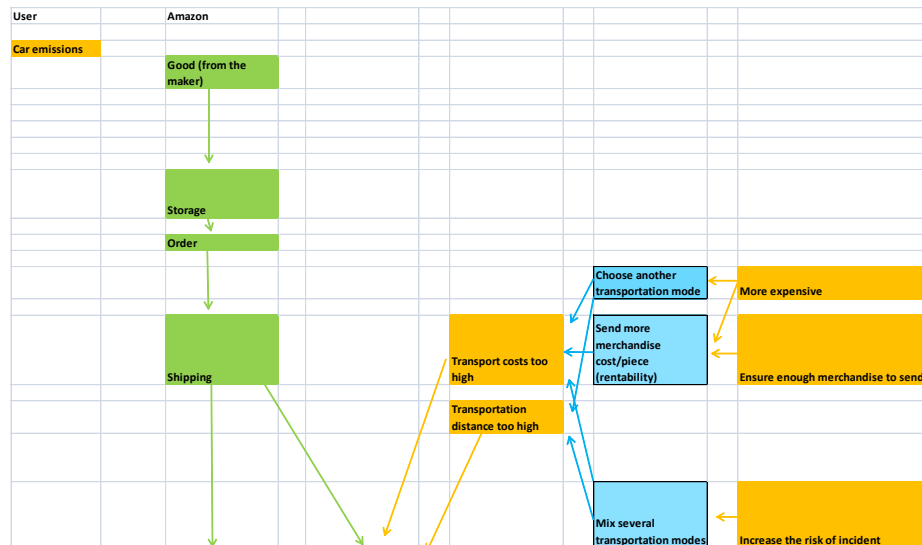 User
Amazon
Car emissions
Good (from the
maker)
Storage
Order
Choose another
transportation mode
More expensive
Send more
merchandise
cost/piece
(rentability)
Transport costs too
high
Ensure enough merchandise to send
Shipping
Transportation
distance too high
Mix several
transportation modes
Increase the risk of incident